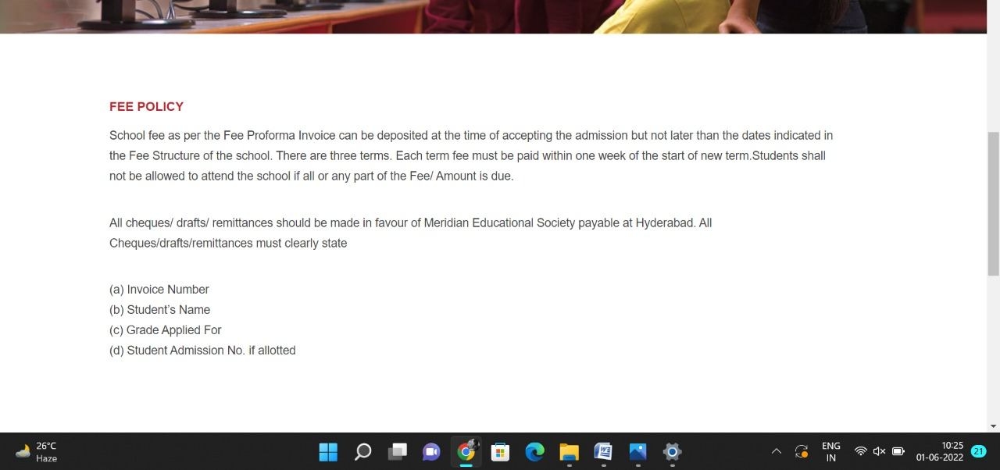 FEE POLICY
School fee as per the Fee Proforma Invoice can be deposited at the time of accepting the admission but not later than the dates indicated in
the Fee Structure of the school. There are three terms. Each term fee must be paid within one week of the start of new term.Students shall
not be allowed to attend the school if all or any part of the Fee/ Amount is due.
All cheques/ drafts/ remittances should be made in favour of Meridian Educational Society payable at Hyderabad. All
Cheques/drafts/remittances must clearly state
(a) Invoice Number
(b) Student’s Name
(c) Grade Applied For
(d) Student Admission No. if allotted
26°C
Haze
ENG
IN
10:25
01-06-2022
21